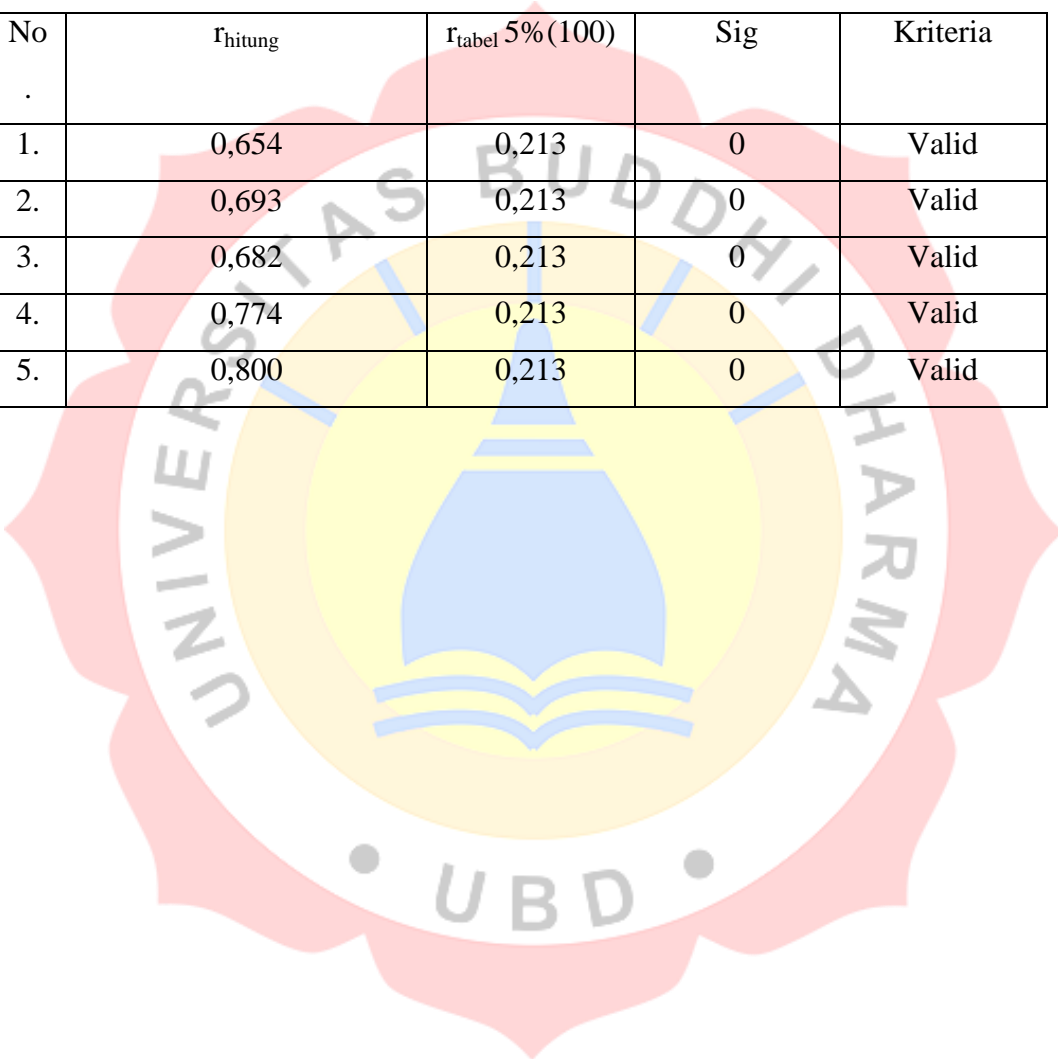 No r_hitung r_tabel 5%(100) Sig Kriteria
.
1. 0,654 0,213 0 Valid
2. 0,693 0,213 0 Valid
3. 0,682 0,213 0 Valid
4. 0,774 0,213 0 Valid
5. 0,800 0,213 0 Valid
UNIVERSITAS BUDDHI DHARMA
• UBD •